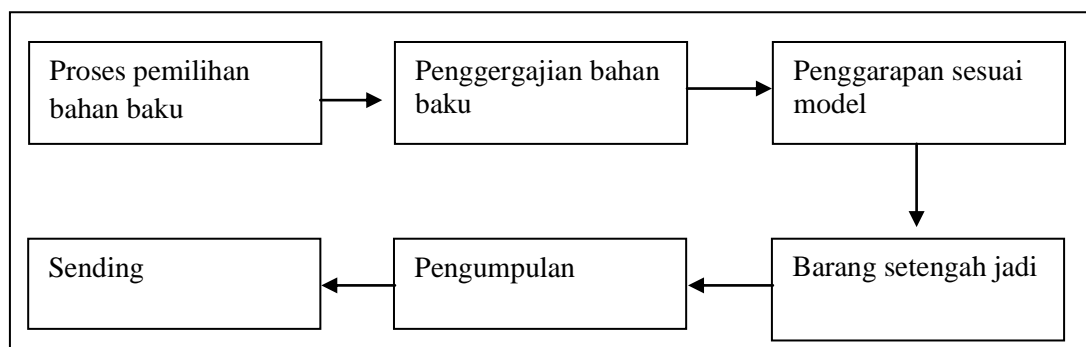 Proses pemilihan
bahan baku
Penggergajian bahan
baku
Penggarapan sesuai
model
Barang setengah jadi
Pengumpulan
Sending